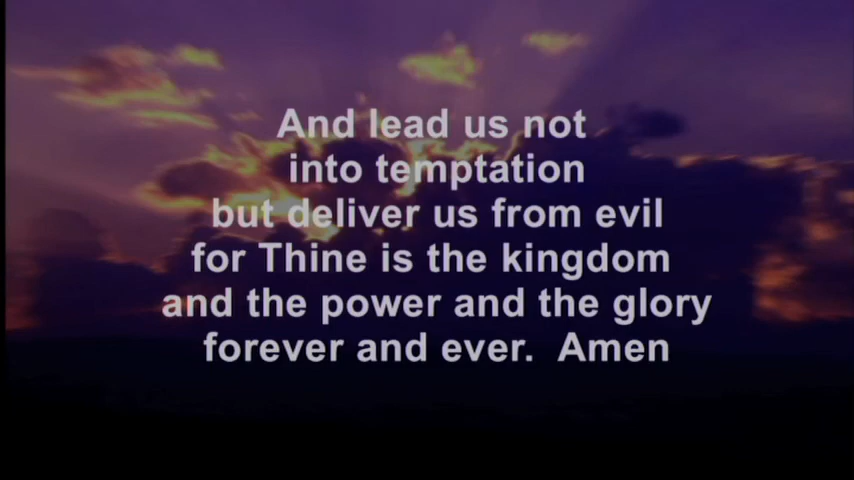 And lead us not
into temptation
but deliver us from evil
for Thine is the kingdom
and the power and the glory
forever and ever.  Amen